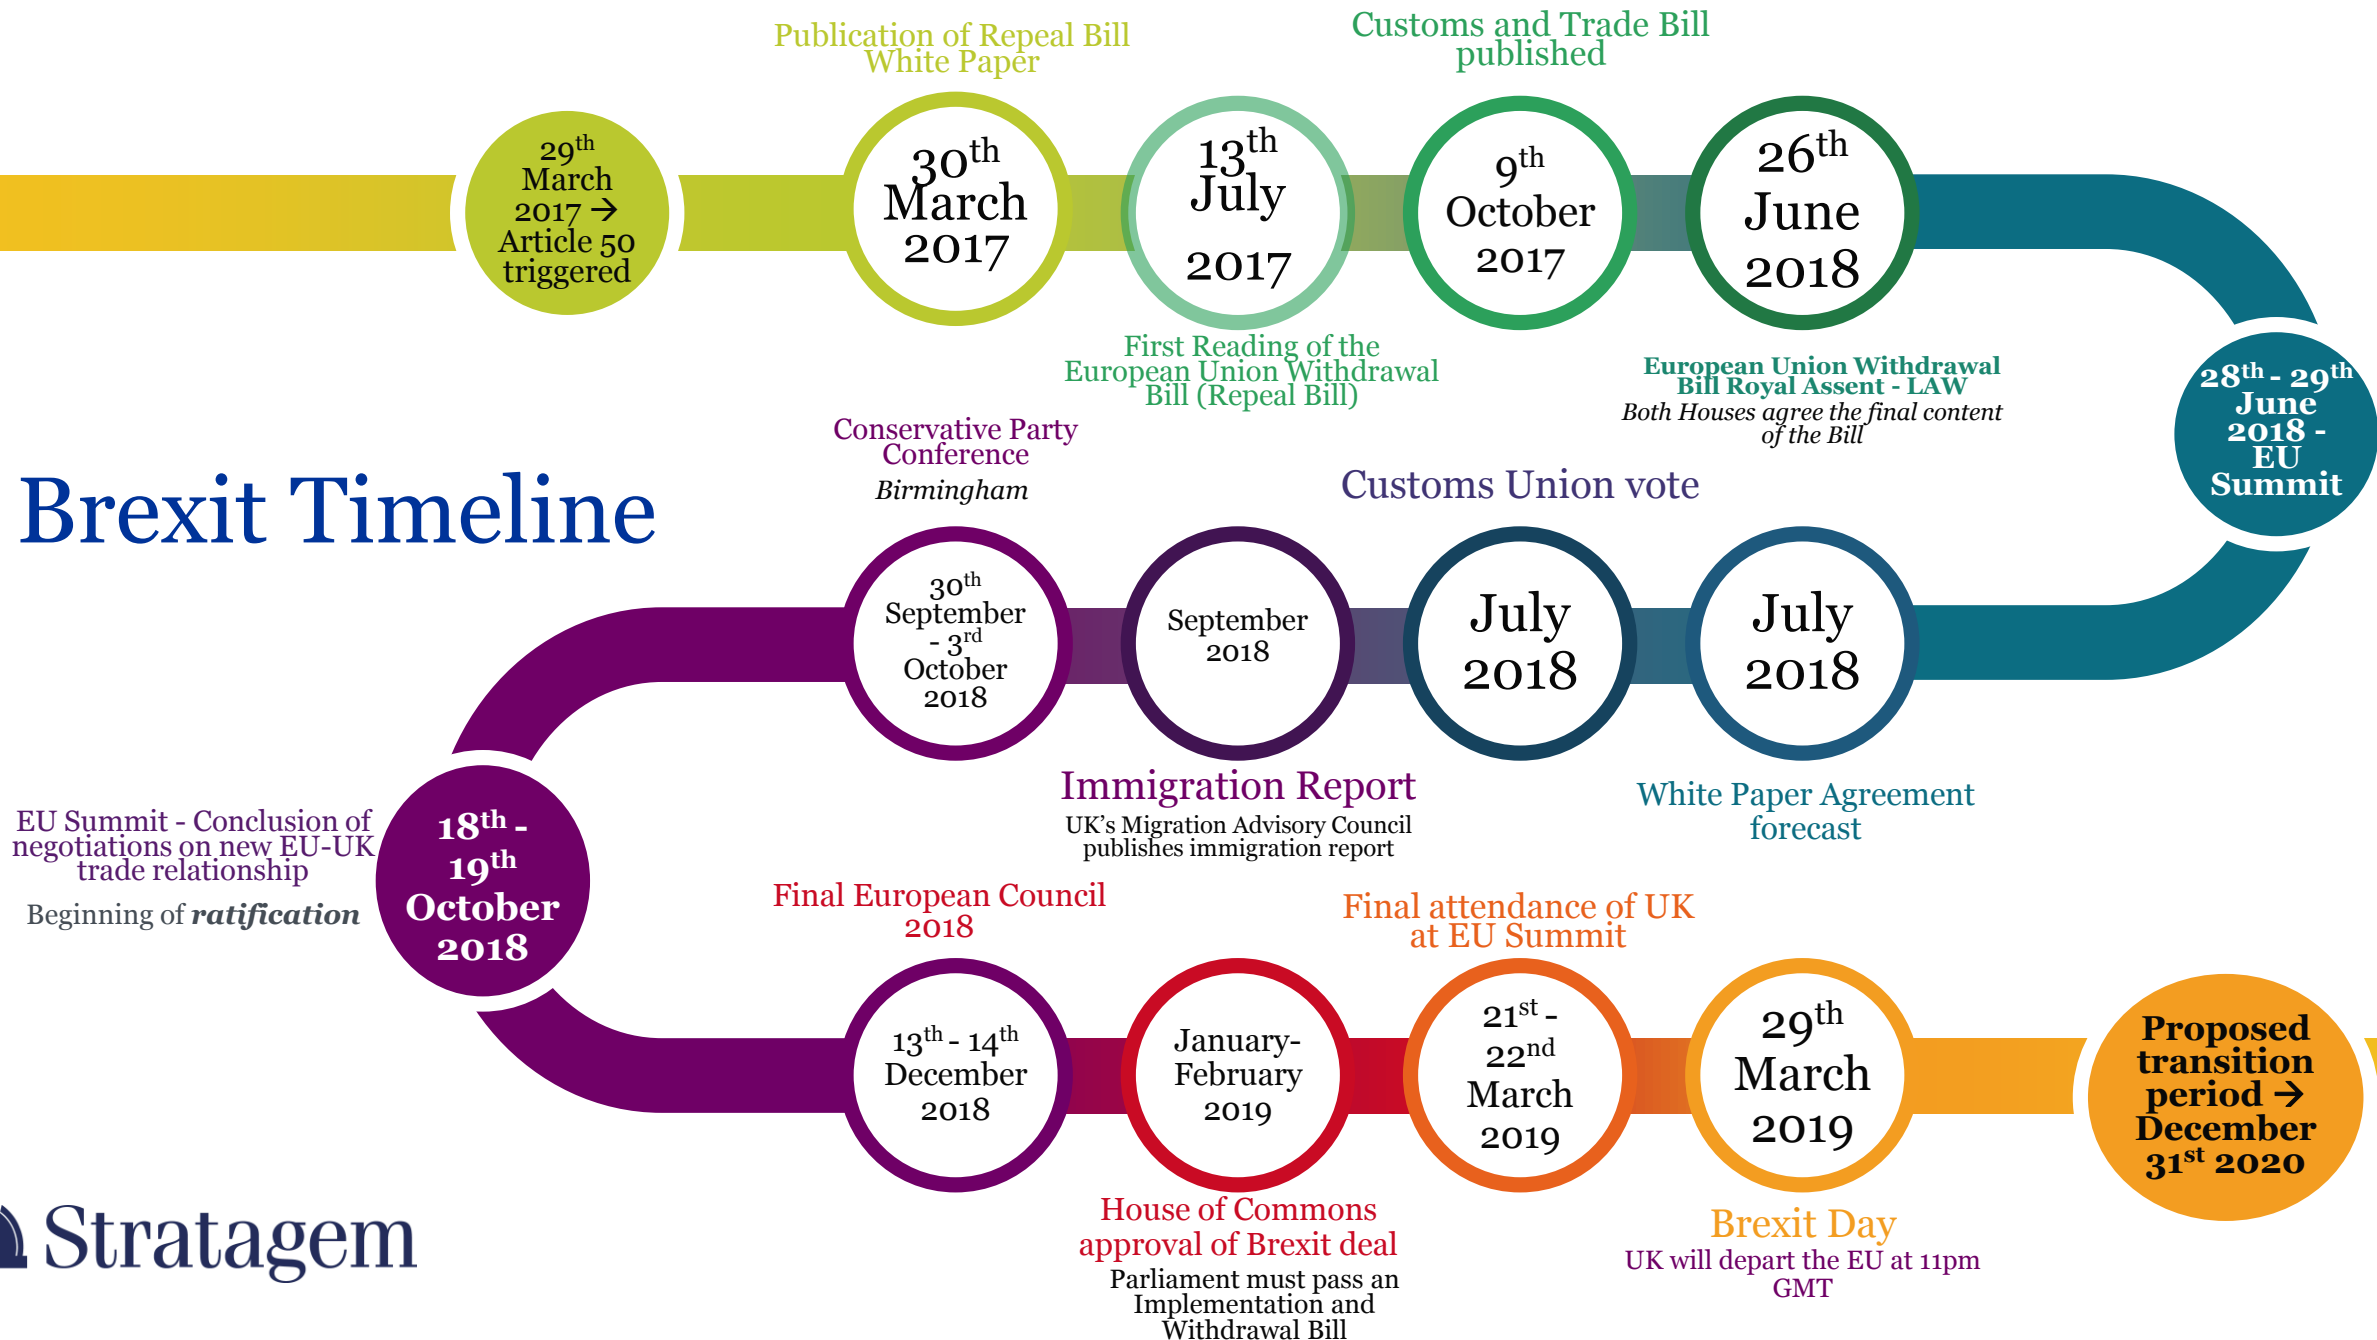 Publication of Repeal Bill
White Paper
Customs and Trade Bill
published
29th
March
2017 →
Article 50
triggered
30th
March
2017
13th
July
2017
9th
October
2017
26th
June
2018
First Reading of the
European Union Withdrawal
Bill (Repeal Bill)
European Union Withdrawal
Bill Royal Assent - LAW
Both Houses agree the final content
of the Bill
28th - 29th
June
2018 -
EU
Summit
Brexit Timeline
Conservative Party
Conference
Birmingham
Customs Union vote
July
2018
July
2018
September
2018
30th
September
- 3rd
October
2018
White Paper Agreement
forecast
Immigration Report
UK's Migration Advisory Council
publishes immigration report
EU Summit - Conclusion of
negotiations on new EU-UK
trade relationship
Beginning of ratification
18th -
19th
October
2018
Final European Council
2018
Final attendance of UK
at EU Summit
13th - 14th
December
2018
January-
February
2019
21st -
22nd
March
2019
29th
March
2019
Proposed
transition
period →
December
31st 2020
House of Commons
approval of Brexit deal
Parliament must pass an
Implementation and
Withdrawal Bill
Brexit Day
UK will depart the EU at 11pm
GMT
Stratagem